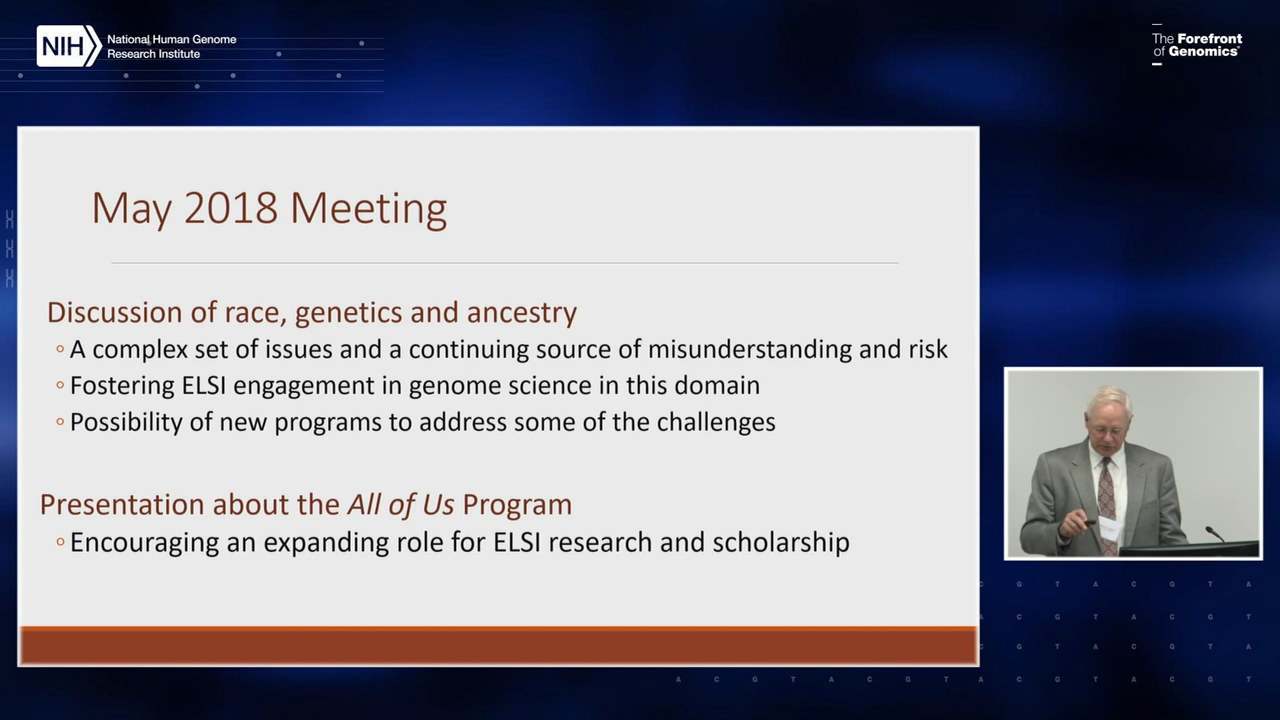 NIH
National Human Genome
Research Institute
The Forefront
of Genomics®
May 2018 Meeting
Discussion of race, genetics and ancestry
◦ A complex set of issues and a continuing source of misunderstanding and risk
◦ Fostering ELSI engagement in genome science in this domain
◦ Possibility of new programs to address some of the challenges
Presentation about the All of Us Program
◦ Encouraging an expanding role for ELSI research and scholarship
C G T A C G T A
A C G T A C G T
C G T A C G T A
A C G T A C G T A C G T A C G T